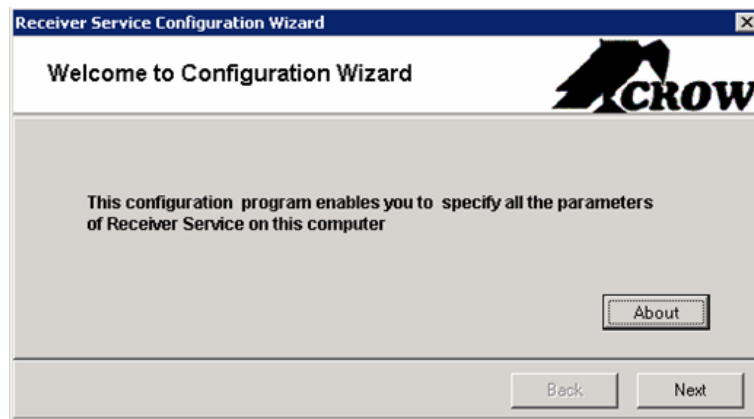 Receiver Service Configuration Wizard
Welcome to Configuration Wizard
CROW
This configuration program enables you to specify all the parameters
of Receiver Service on this computer
About
Back
Next